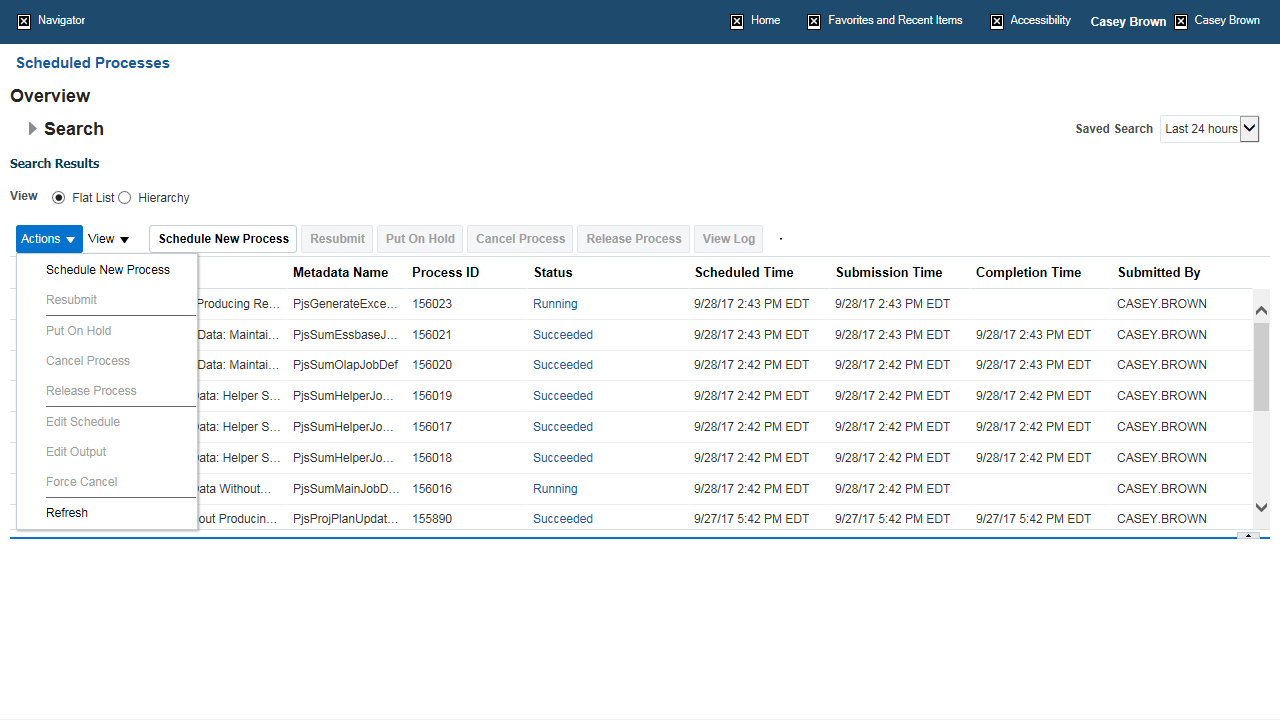 Navigator Home Favorites and Recent Items Accessibility Casey Brown Casey Brown
Scheduled Processes
Overview
Search
Saved Search Last 24 hours
Search Results
View Flat List Hierarchy
Actions View Schedule New Process Resubmit Put On Hold Cancel Process Release Process View Log
Metadata Name Process ID Status Scheduled Time Submission Time Completion Time Submitted By
Producing Re... PjsGenerateExce... 156023 Running 9/28/17 2:43 PM EDT 9/28/17 2:43 PM EDT CASEY.BROWN
Data: Maintai... PjsSumEssbaseJ... 156021 Succeeded 9/28/17 2:43 PM EDT 9/28/17 2:43 PM EDT 9/28/17 2:43 PM EDT CASEY.BROWN
Data: Maintai... PjsSumOlapJobDef 156020 Succeeded 9/28/17 2:42 PM EDT 9/28/17 2:42 PM EDT 9/28/17 2:43 PM EDT CASEY.BROWN
ata: Helper S... PjsSumHelperJo... 156019 Succeeded 9/28/17 2:42 PM EDT 9/28/17 2:42 PM EDT 9/28/17 2:42 PM EDT CASEY.BROWN
ata: Helper S... PjsSumHelperJo... 156017 Succeeded 9/28/17 2:42 PM EDT 9/28/17 2:42 PM EDT 9/28/17 2:42 PM EDT CASEY.BROWN
ata: Helper S... PjsSumHelperJo... 156018 Succeeded 9/28/17 2:42 PM EDT 9/28/17 2:42 PM EDT 9/28/17 2:42 PM EDT CASEY.BROWN
ata Without... PjsSumMainJobD... 156016 Running 9/28/17 2:42 PM EDT 9/28/17 2:42 PM EDT CASEY.BROWN
out Producin... PjsProjPlanUpdat... 155890 Succeeded 9/27/17 5:42 PM EDT 9/27/17 5:42 PM EDT 9/27/17 5:42 PM EDT CASEY.BROWN
Schedule New Process
Resubmit
Put On Hold
Cancel Process
Release Process
Edit Schedule
Edit Output
Force Cancel
Refresh